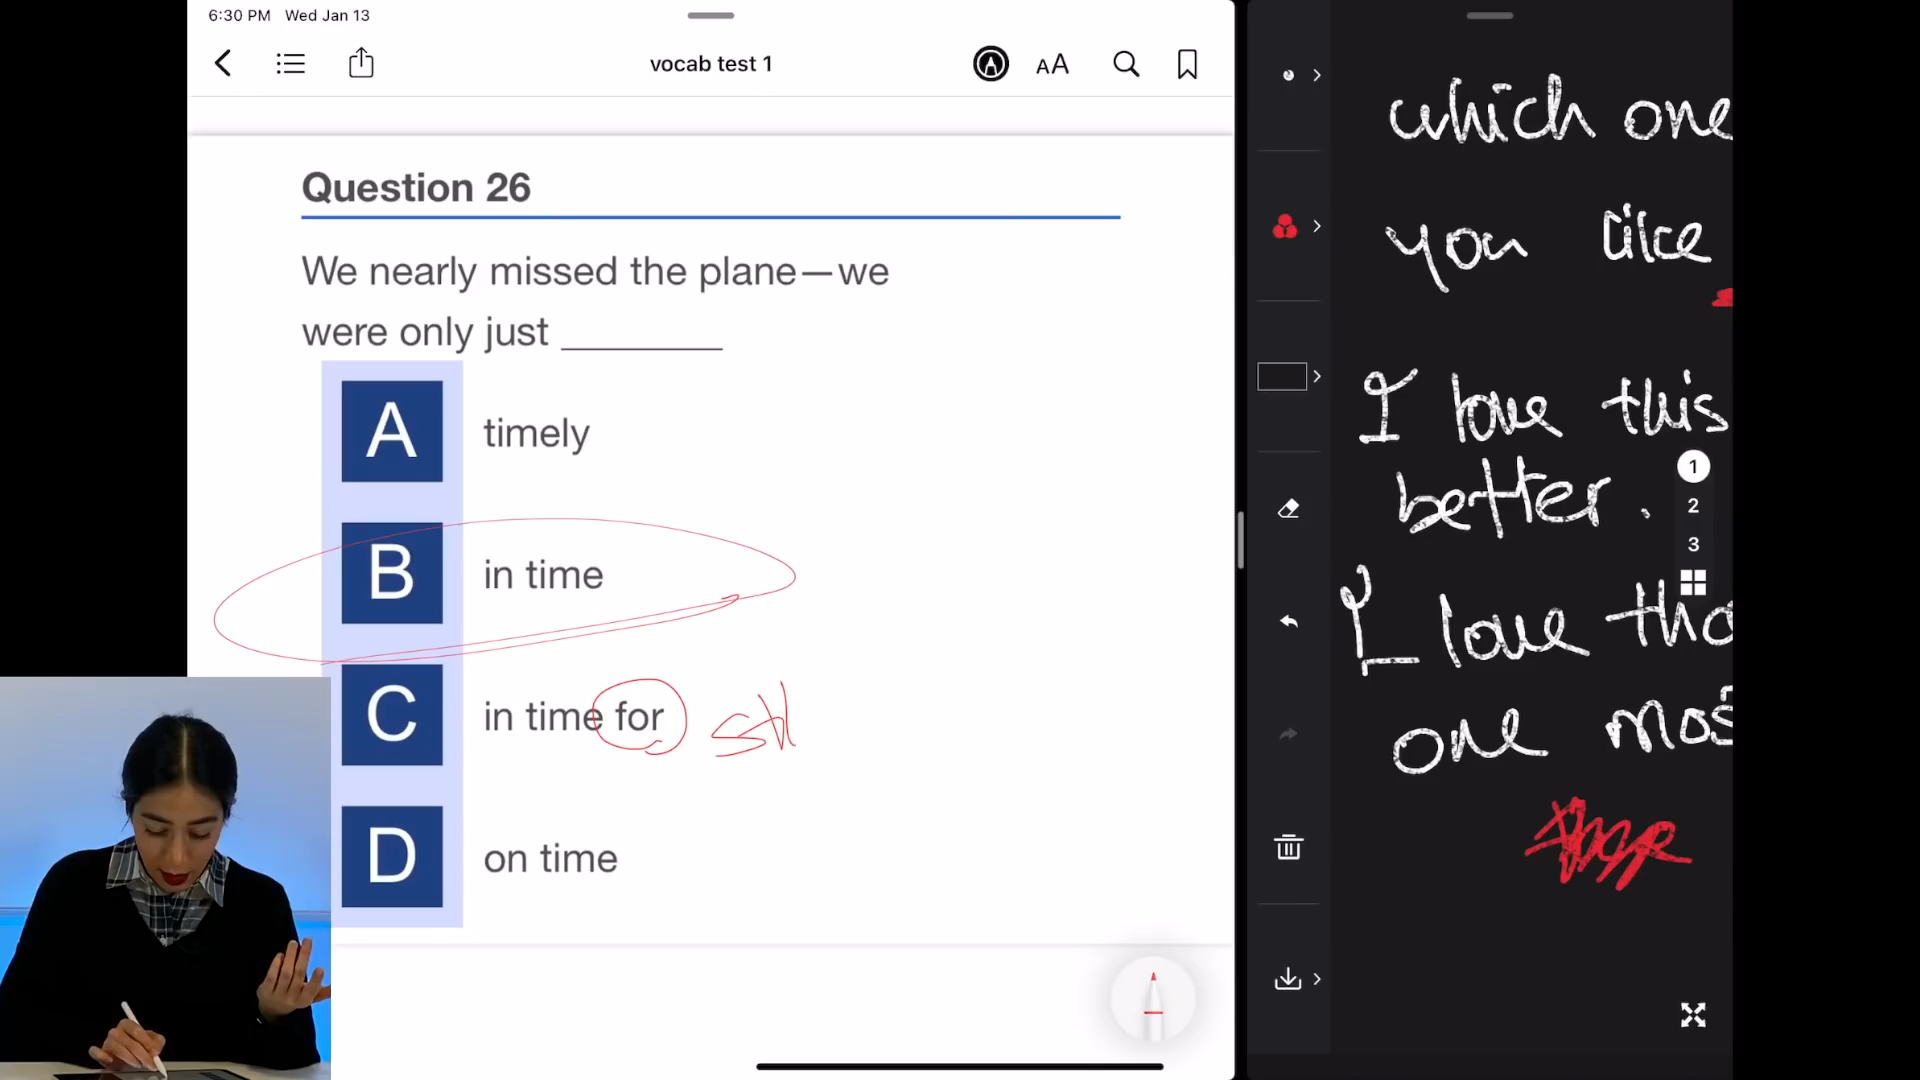 6:30 PM Wed Jan 13
vocab test 1
AA
Question 26
We nearly missed the plane—we
were only just _________
A timely
B in time
C in time for sth
D on time
which one
you like
I love this
better.
I love tha
one mos
1
2
3